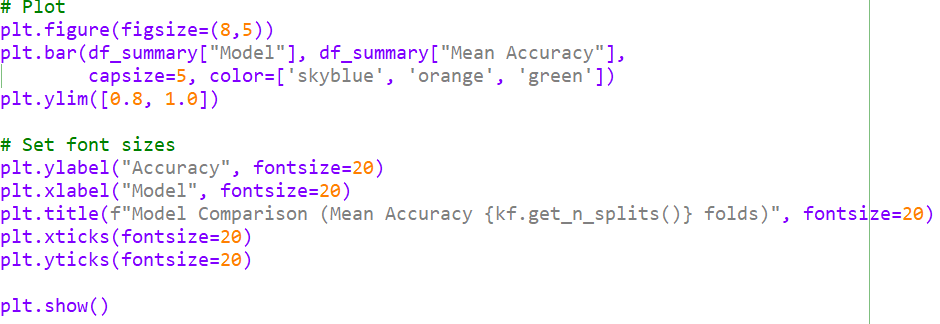 # Plot
plt.figure(figsize=(8,5))
plt.bar(df_summary["Model"], df_summary["Mean Accuracy"],
        capsize=5, color=['skyblue', 'orange', 'green'])
plt.ylim([0.8, 1.0])

# Set font sizes
plt.ylabel("Accuracy", fontsize=20)
plt.xlabel("Model", fontsize=20)
plt.title(f"Model Comparison (Mean Accuracy {kf.get_n_splits()} folds)", fontsize=20)
plt.xticks(fontsize=20)
plt.yticks(fontsize=20)

plt.show()